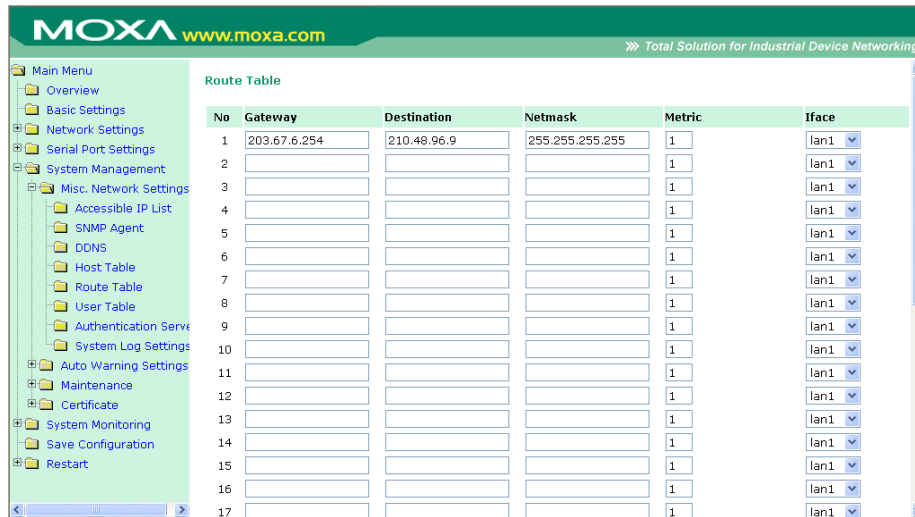 MOXA www.moxa.com
Total Solution for Industrial Device Networking
Main Menu
Overview
Basic Settings
Network Settings
Serial Port Settings
System Management
Misc. Network Settings
Accessible IP List
SNMP Agent
DDNS
Host Table
Route Table
User Table
Authentication Serve
System Log Settings
Auto Warning Settings
Maintenance
Certificate
System Monitoring
Save Configuration
Restart
Route Table
No Gateway Destination Netmask Metric Iface
1 203.67.6.254 210.48.96.9 255.255.255.255 1 lan1
2 1 lan1
3 1 lan1
4 1 lan1
5 1 lan1
6 1 lan1
7 1 lan1
8 1 lan1
9 1 lan1
10 1 lan1
11 1 lan1
12 1 lan1
13 1 lan1
14 1 lan1
15 1 lan1
16 1 lan1
17 1 lan1